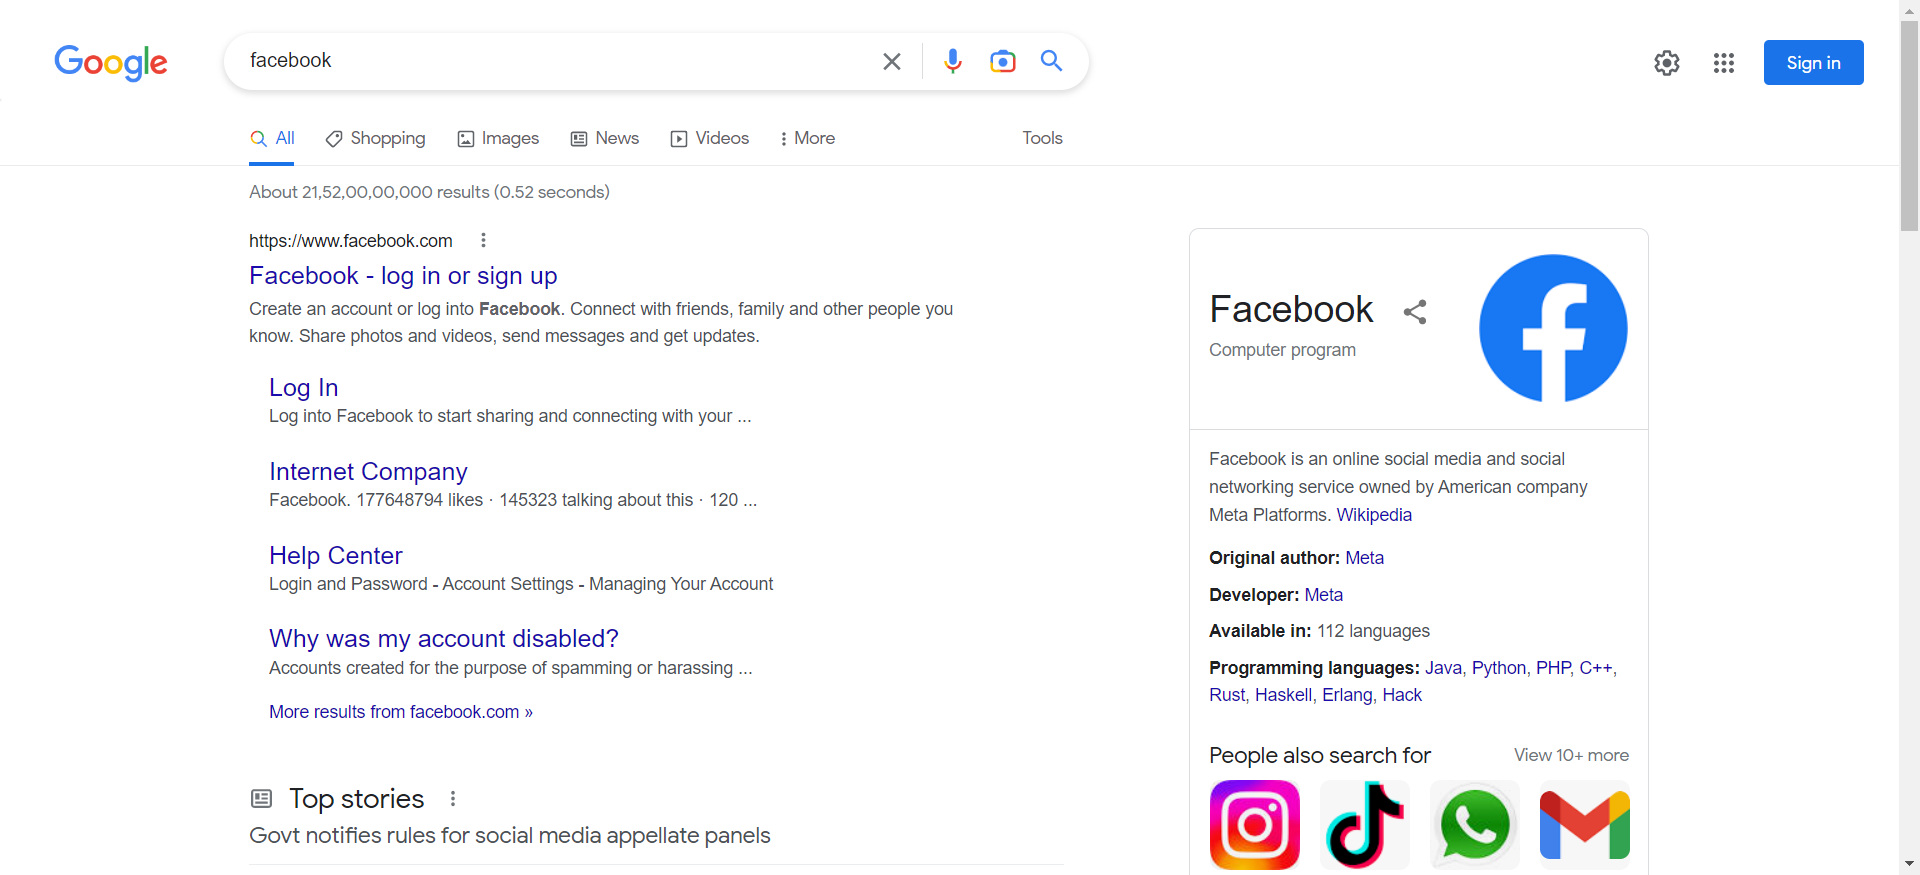 Google
facebook
Sign in
All
Shopping
Images
News
Videos
More
Tools
About 21,52,00,00,000 results (0.52 seconds)
https://www.facebook.com
Facebook - log in or sign up
Create an account or log into Facebook. Connect with friends, family and other people you
know. Share photos and videos, send messages and get updates.
Log In
Log into Facebook to start sharing and connecting with your ...
Internet Company
Facebook. 177648794 likes · 145323 talking about this · 120 ...
Help Center
Login and Password - Account Settings - Managing Your Account
Why was my account disabled?
Accounts created for the purpose of spamming or harassing ...
More results from facebook.com »
Top stories
Govt notifies rules for social media appellate panels
Facebook
Computer program
Facebook is an online social media and social
networking service owned by American company
Meta Platforms. Wikipedia
Original author: Meta
Developer: Meta
Available in: 112 languages
Programming languages: Java, Python, PHP, C++,
Rust, Haskell, Erlang, Hack
People also search for
View 10+ more